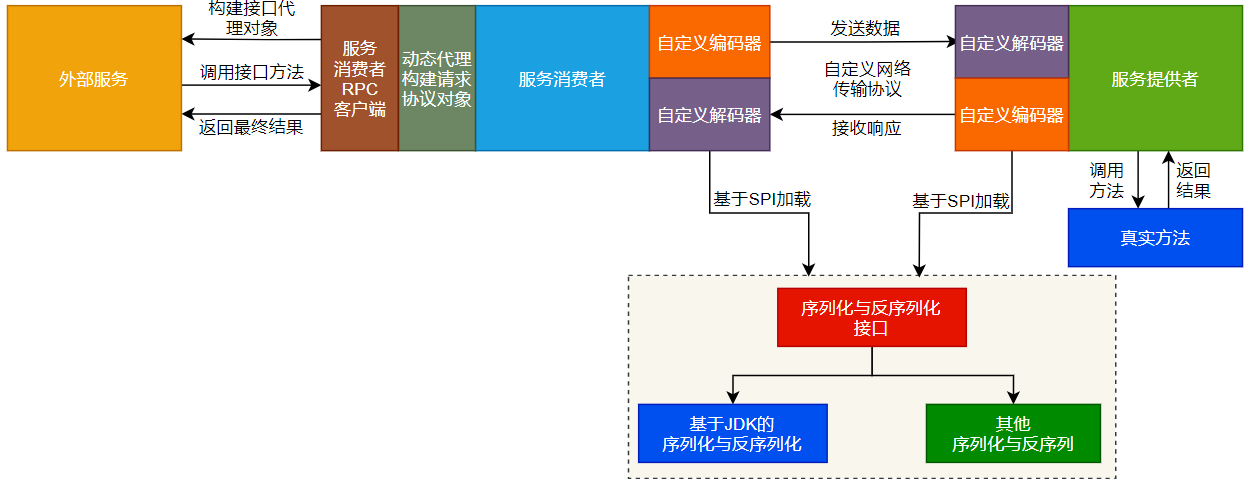 构建接口代
理对象
外部服务
调用接口方法
返回最终结果
服务
消费者
RPC
客户端
动态代理
构建请求
协议对象
服务消费者
自定义编码器
自定义解码器
发送数据
自定义网络
传输协议
接收响应
自定义解码器
自定义编码器
服务提供者
调用
方法
返回
结果
真实方法
基于SPI加载
基于SPI加载
序列化与反序列化
接口
基于JDK的
序列化与反序列化
其他
序列化与反序列